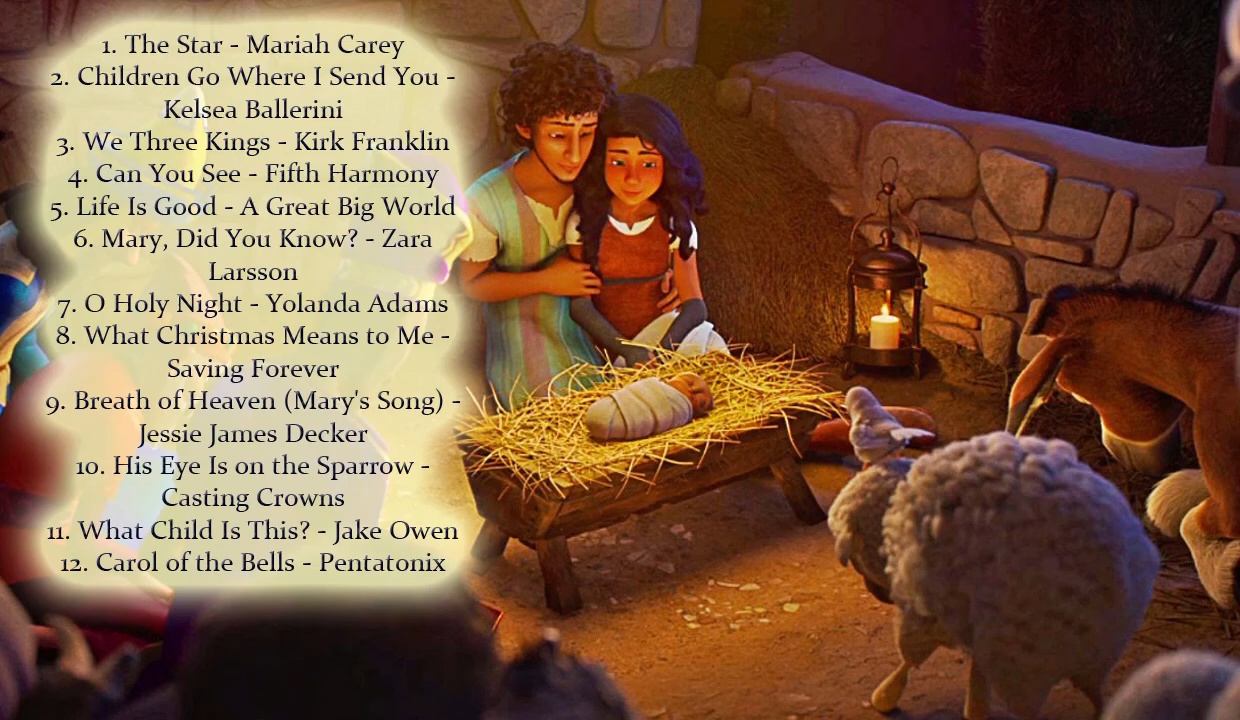 1. The Star - Mariah Carey
2. Children Go Where I Send You -
Kelsea Ballerini
3. We Three Kings - Kirk Franklin
4. Can You See - Fifth Harmony
5. Life Is Good - A Great Big World
6. Mary, Did You Know? - Zara
Larsson
7. O Holy Night - Yolanda Adams
8. What Christmas Means to Me -
Saving Forever
9. Breath of Heaven (Mary's Song) -
Jessie James Decker
10. His Eye Is on the Sparrow -
Casting Crowns
11. What Child Is This? - Jake Owen
12. Carol of the Bells - Pentatonix